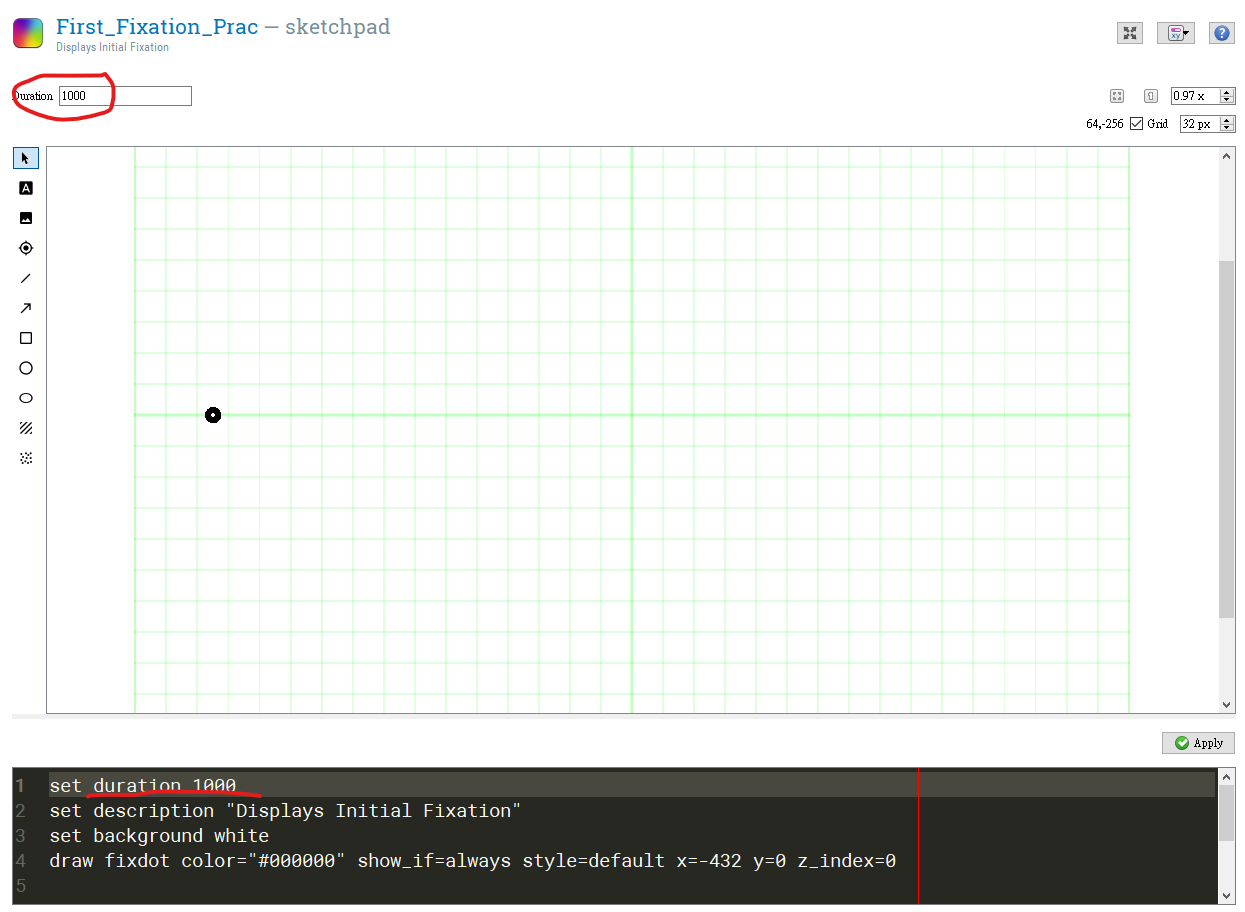 First_Fixation_Prac — sketchpad
Displays Initial Fixation
xy
?
Duration 1000
0.97 x
64,-256 Grid 32 px
A
Apply
1 set duration 1000
2 set description "Displays Initial Fixation"
3 set background white
4 draw fixdot color="#000000" show_if=always style=default x=-432 y=0 z_index=0
5